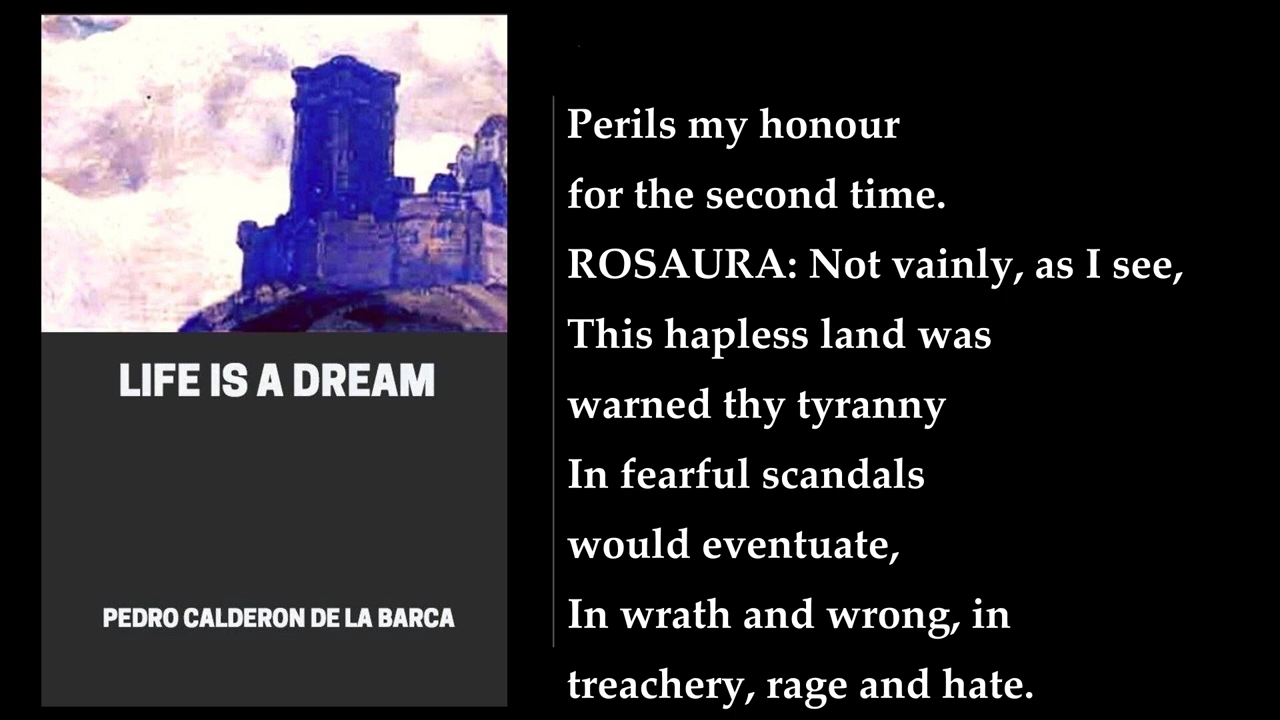 LIFE IS A DREAM
PEDRO CALDERON DE LA BARCA
Perils my honour
for the second time.
ROSAURA: Not vainly, as I see,
This hapless land was
warned thy tyranny
In fearful scandals
would eventuate,
In wrath and wrong, in
treachery, rage and hate.